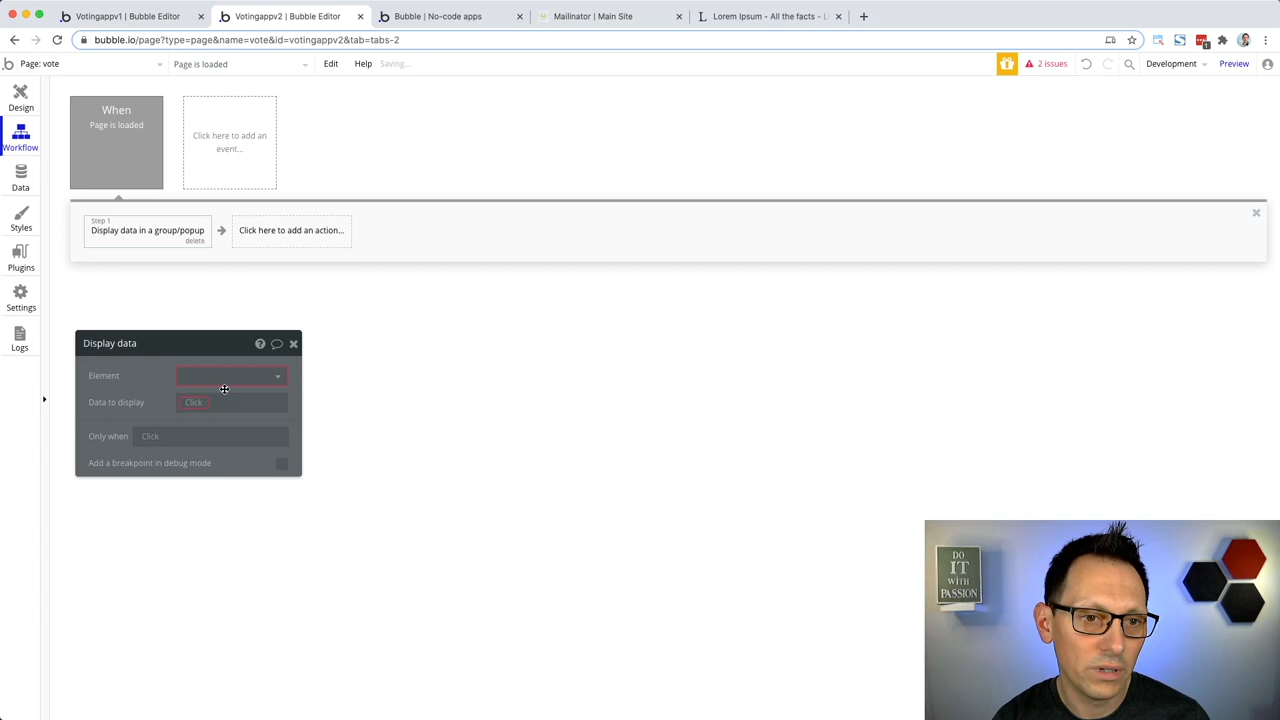 Votingappv1 | Bubble Editor
Votingappv2 | Bubble Editor
Bubble | No-code apps
Mailinator | Main Site
Lorem Ipsum - All the facts - Li
bubble.io/page?type=page&name=vote&id=votingappv2&tab=tabs-2
Page: vote
Page is loaded
Edit
Help
Saving...
2 issues
Development
Preview
Design
Workflow
Data
Styles
Plugins
Settings
Logs
When
Page is loaded
Click here to add an
event...
Step 1
Display data in a group/popup
delete
Click here to add an action...
Display data
Element
Data to display
Click
Only when
Click
Add a breakpoint in debug mode
DO
IT
WITH
PASSION